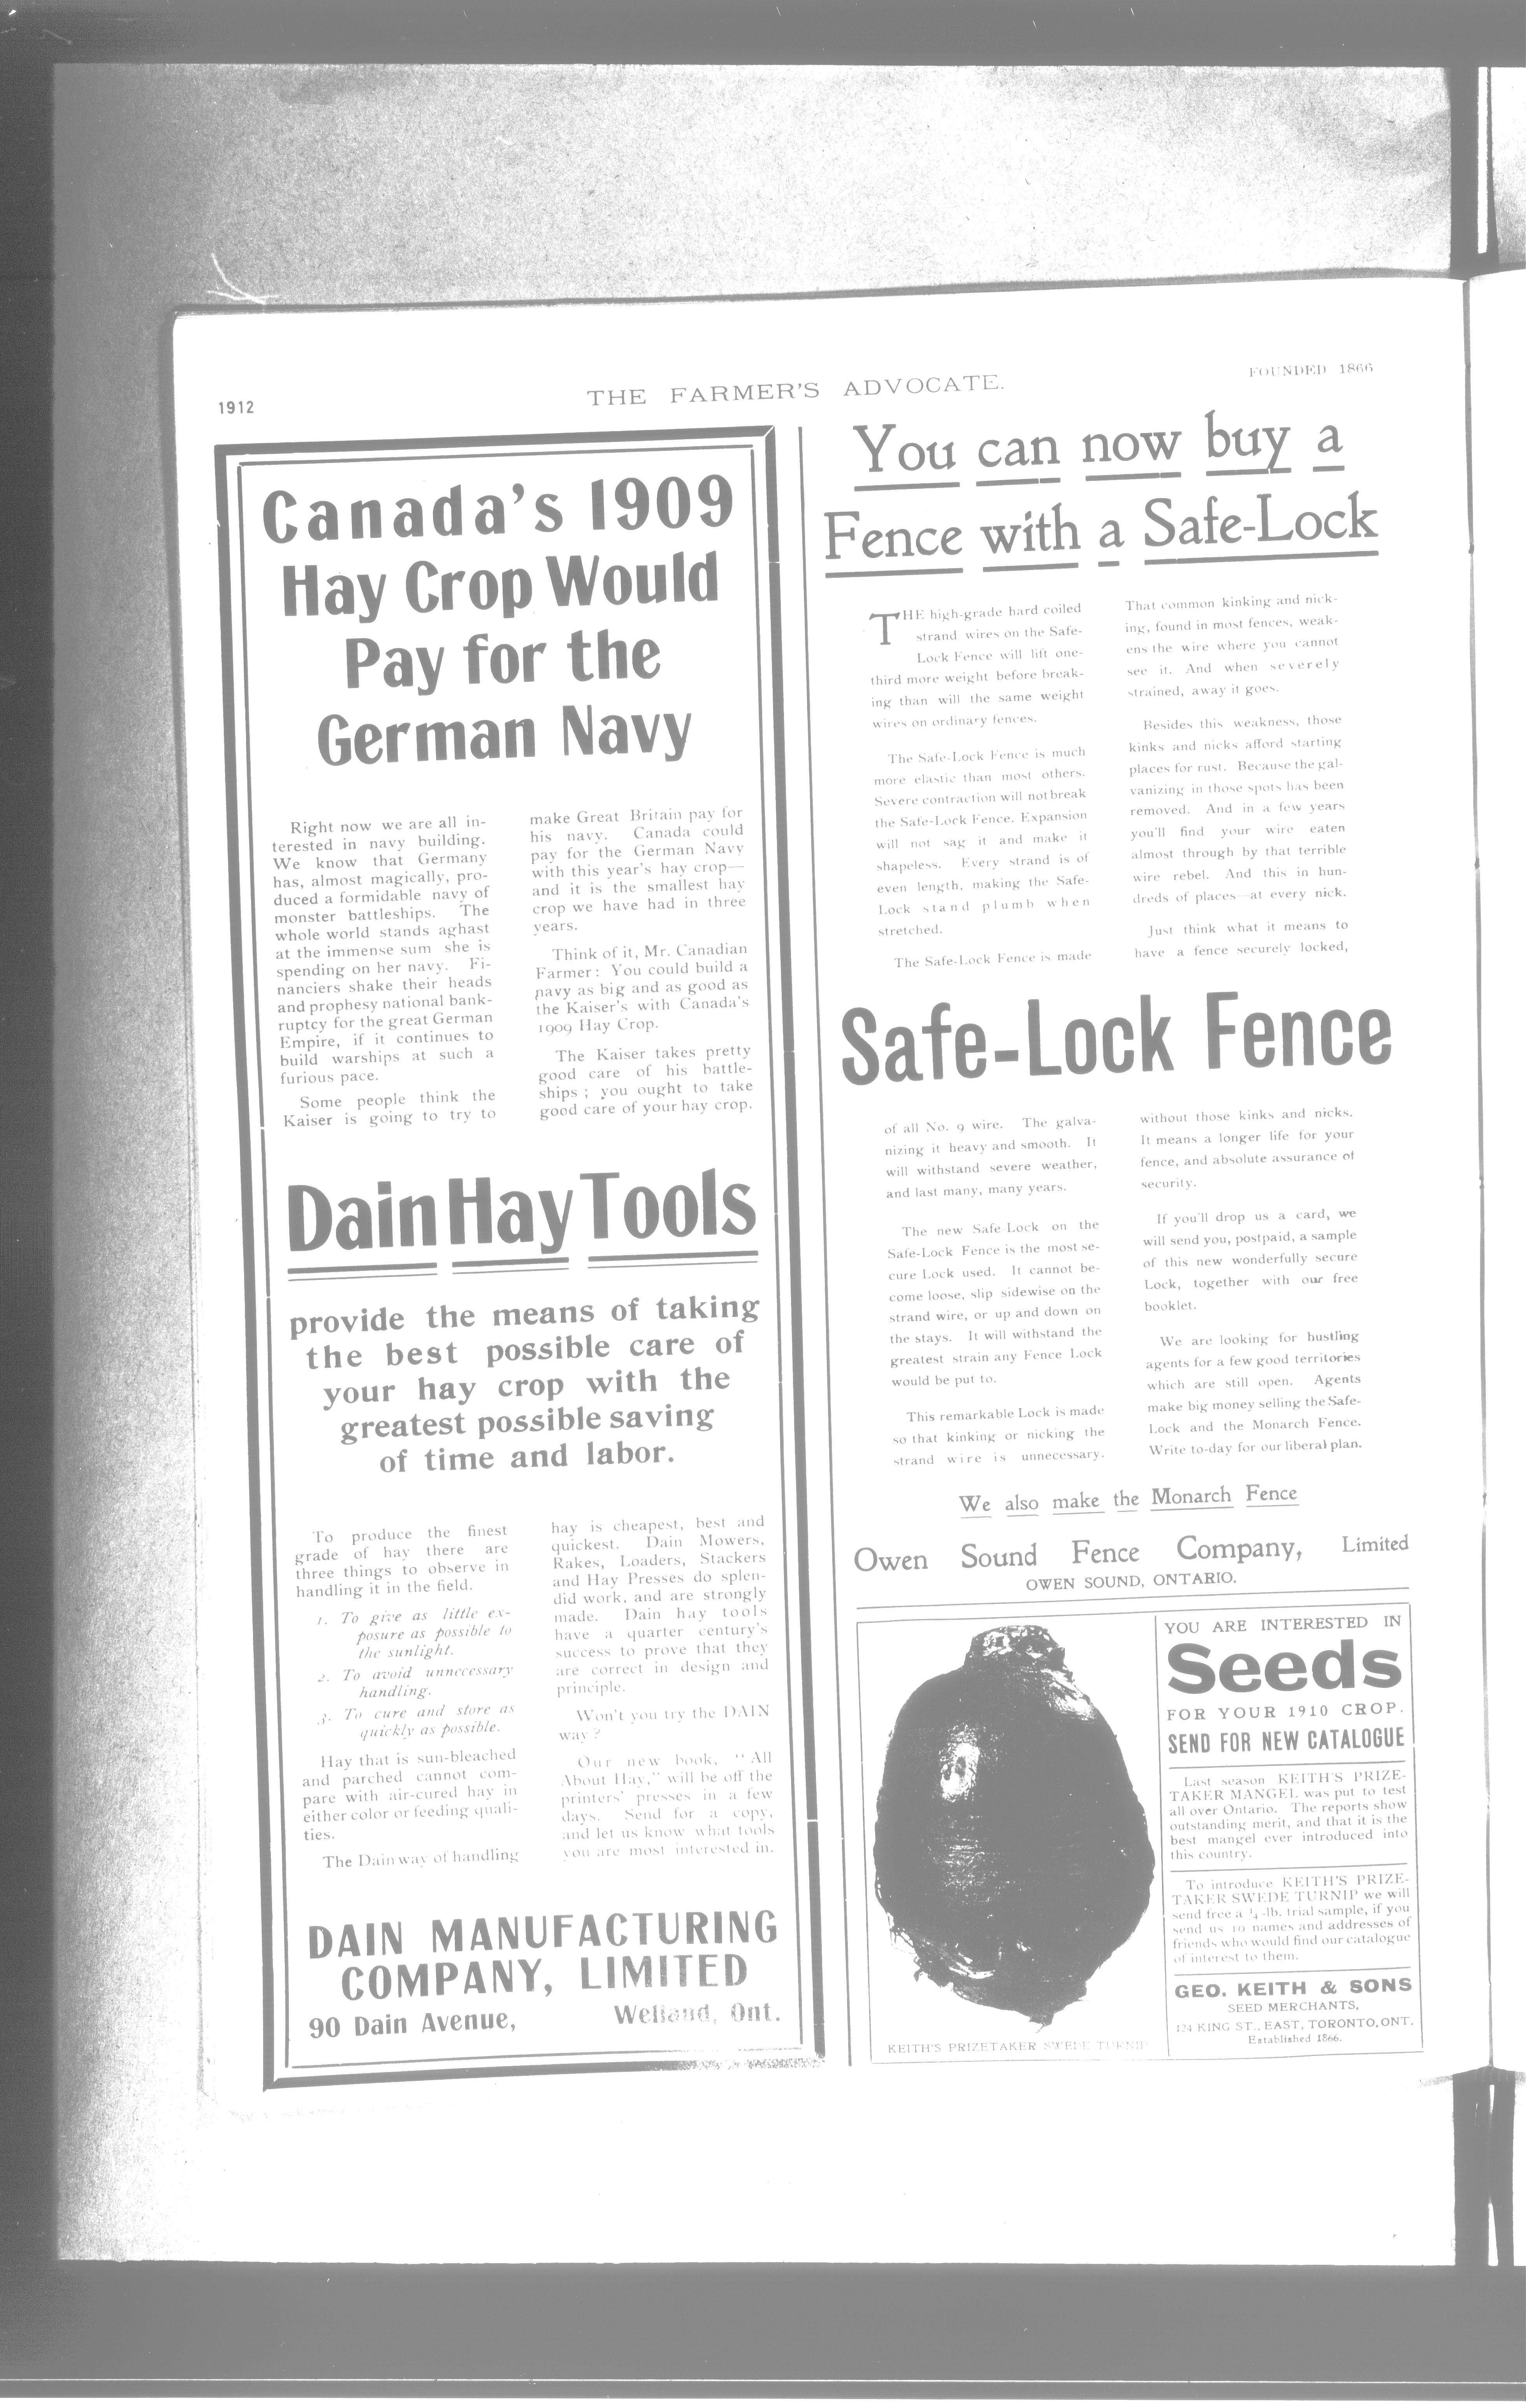 1912
THE FARMER'S ADVOCATE.
FOUNDED 1866
Canada's 1909
Hay Crop Would
Pay for the
German Navy
Right now we are all in-
terested in navy building.
We know that Germany
has, almost magically, pro-
duced a formidable navy of
monster battleships. The
whole world stands aghast
at the immense sum she is
spending on her navy. Fi-
nanciers shake their heads
and prophesy national bank-
ruptcy for the great German
Empire, if it continues to
build warships at such a
furious pace.
Some people think the
Kaiser is going to try to
make Great Britain pay for
his navy. Canada could
pay for the German Navy
with this year's hay crop—
and it is the smallest hay
crop we have had in three
years.
Think of it, Mr. Canadian
Farmer: You could build a
navy as big and as good as
the Kaiser's with Canada's
1909 Hay Crop.
The Kaiser takes pretty
good care of his battle-
ships; you ought to take
good care of your hay crop.
Dain Hay Tools
provide the means of taking
the best possible care of
your hay crop with the
greatest possible saving
of time and labor.
To produce the finest
grade of hay there are
three things to observe in
handling it in the field.
1. To give as little ex-
posure as possible to
the sunlight.
2. To avoid unnecessary
handling.
3. To cure and store as
quickly as possible.
Hay that is sun-bleached
and parched cannot com-
pare with air-cured hay in
either color or feeding quali-
ties.
The Dain way of handling
hay is cheapest, best and
quickest. Dain Mowers,
Rakes, Loaders, Stackers
and Hay Presses do splen-
did work, and are strongly
made. Dain hay tools
have a quarter century's
success to prove that they
are correct in design and
principle.
Won't you try the DAIN
way?
Our new book, "All
About Hay," will be off the
printers' presses in a few
days. Send for a copy,
and let us know what tools
you are most interested in.
DAIN MANUFACTURING
COMPANY, LIMITED
90 Dain Avenue, Welland, Ont.
You can now buy a
Fence with a Safe-Lock
THE high-grade hard coiled
strand wires on the Safe-
Lock Fence will lift one-
third more weight before break-
ing than will the same weight
wires on ordinary fences.
The Safe-Lock Fence is much
more elastic than most others.
Severe contraction will not break
the Safe-Lock Fence. Expansion
will not sag it and make it
shapeless. Every strand is of
even length, making the Safe-
Lock stand plumb when
stretched.
The Safe-Lock Fence is made
That common kinking and nick-
ing, found in most fences, weak-
ens the wire where you cannot
see it. And when severely
strained, away it goes.
Besides this weakness, those
kinks and nicks afford starting
places for rust. Because the gal-
vanizing in those spots has been
removed. And in a few years
you'll find your wire eaten
almost through by that terrible
wire rebel. And this in hun-
dreds of places—at every nick.
Just think what it means to
have a fence securely locked,
Safe-Lock Fence
of all No. 9 wire. The galva-
nizing it heavy and smooth. It
will withstand severe weather,
and last many, many years.
The new Safe-Lock on the
Safe-Lock Fence is the most se-
cure Lock used. It cannot be-
come loose, slip sidewise on the
strand wire, or up and down on
the stays. It will withstand the
greatest strain any Fence Lock
would be put to.
This remarkable Lock is made
so that kinking or nicking the
strand wire is unnecessary.
without those kinks and nicks.
It means a longer life for your
fence, and absolute assurance of
security.
If you'll drop us a card, we
will send you, postpaid, a sample
of this new wonderfully secure
Lock, together with our free
booklet.
We are looking for hustling
agents for a few good territories
which are still open. Agents
make big money selling the Safe-
Lock and the Monarch Fence.
Write to-day for our liberal plan.
We also make the Monarch Fence
Owen Sound Fence Company, Limited
OWEN SOUND, ONTARIO.
KEITH'S PRIZETAKER SWEDE TURNIP
YOU ARE INTERESTED IN
Seeds
FOR YOUR 1910 CROP.
SEND FOR NEW CATALOGUE
Last season KEITH'S PRIZE-
TAKER MANGEL was put to test
all over Ontario. The reports show
outstanding merit, and that it is the
best mangel ever introduced into
this country.
To introduce KEITH'S PRIZE-
TAKER SWEDE TURNIP we will
send free a ¼-lb. trial sample, if you
send us 10 names and addresses of
friends who would find our catalogue
of interest to them.
GEO. KEITH & SONS
SEED MERCHANTS,
124 KING ST., EAST, TORONTO, ONT.
Established 1866.